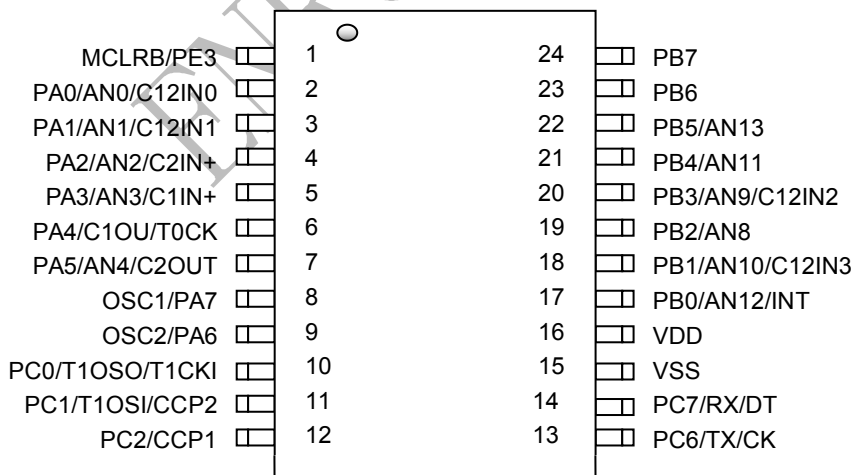 MCLRB/PE3 1 24 PB7
PA0/AN0/C12IN0 2 23 PB6
PA1/AN1/C12IN1 3 22 PB5/AN13
PA2/AN2/C2IN+ 4 21 PB4/AN11
PA3/AN3/C1IN+ 5 20 PB3/AN9/C12IN2
PA4/C1OU/T0CK 6 19 PB2/AN8
PA5/AN4/C2OUT 7 18 PB1/AN10/C12IN3
OSC1/PA7 8 17 PB0/AN12/INT
OSC2/PA6 9 16 VDD
PC0/T1OSO/T1CKI 10 15 VSS
PC1/T1OSI/CCP2 11 14 PC7/RX/DT
PC2/CCP1 12 13 PC6/TX/CK